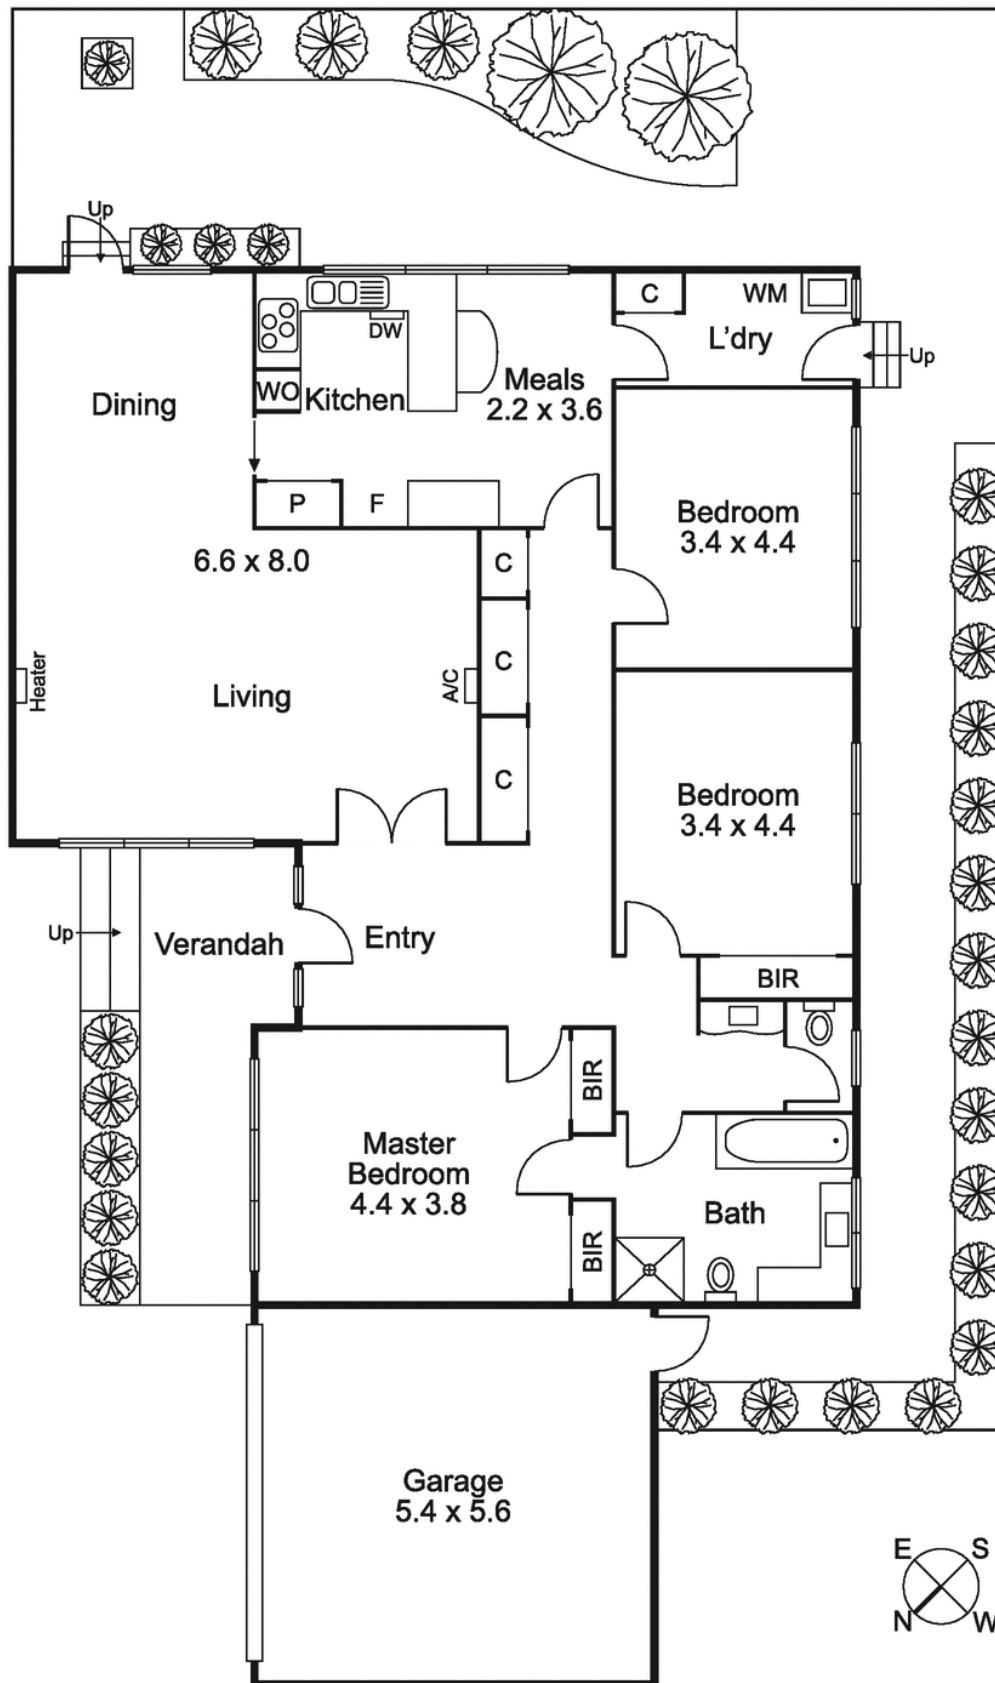 Up
C
WM
L'dry
Up
DW
WO
Kitchen
Meals
2.2 x 3.6
Dining
P
F
Bedroom
3.4 x 4.4
6.6 x 8.0
C
C
C
Heater
Living
A/C
Bedroom
3.4 x 4.4
Up
Verandah
Entry
BIR
BIR
Master
Bedroom
4.4 x 3.8
Bath
BIR
Garage
5.4 x 5.6
E
S
N
W